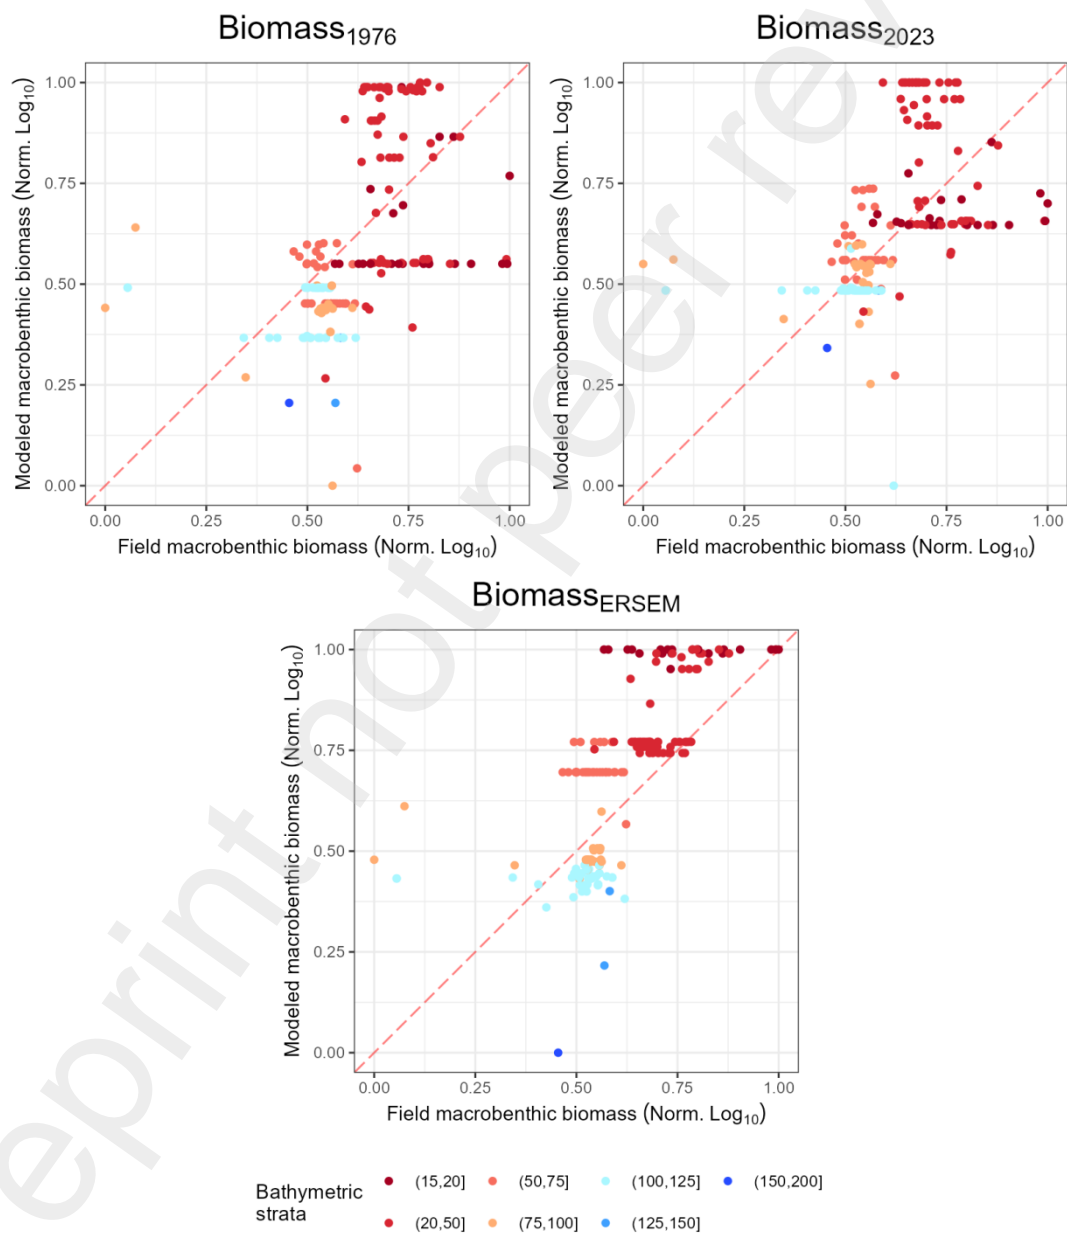 Biomass1976
Biomass2023
Modeled macrobenthic biomass (Norm. Log10)
1.00
0.75
0.50
0.25
0.00
0.00 0.25 0.50 0.75 1.00
Field macrobenthic biomass (Norm. Log10)
Modeled macrobenthic biomass (Norm. Log10)
1.00
0.75
0.50
0.25
0.00
0.00 0.25 0.50 0.75 1.00
Field macrobenthic biomass (Norm. Log10)
BiomassERSEM
Modeled macrobenthic biomass (Norm. Log10)
1.00
0.75
0.50
0.25
0.00
0.00 0.25 0.50 0.75 1.00
Field macrobenthic biomass (Norm. Log10)
Bathymetric
strata
(15,20] (50,75] (100,125] (150,200]
(20,50] (75,100] (125,150]
eprint not peer rev